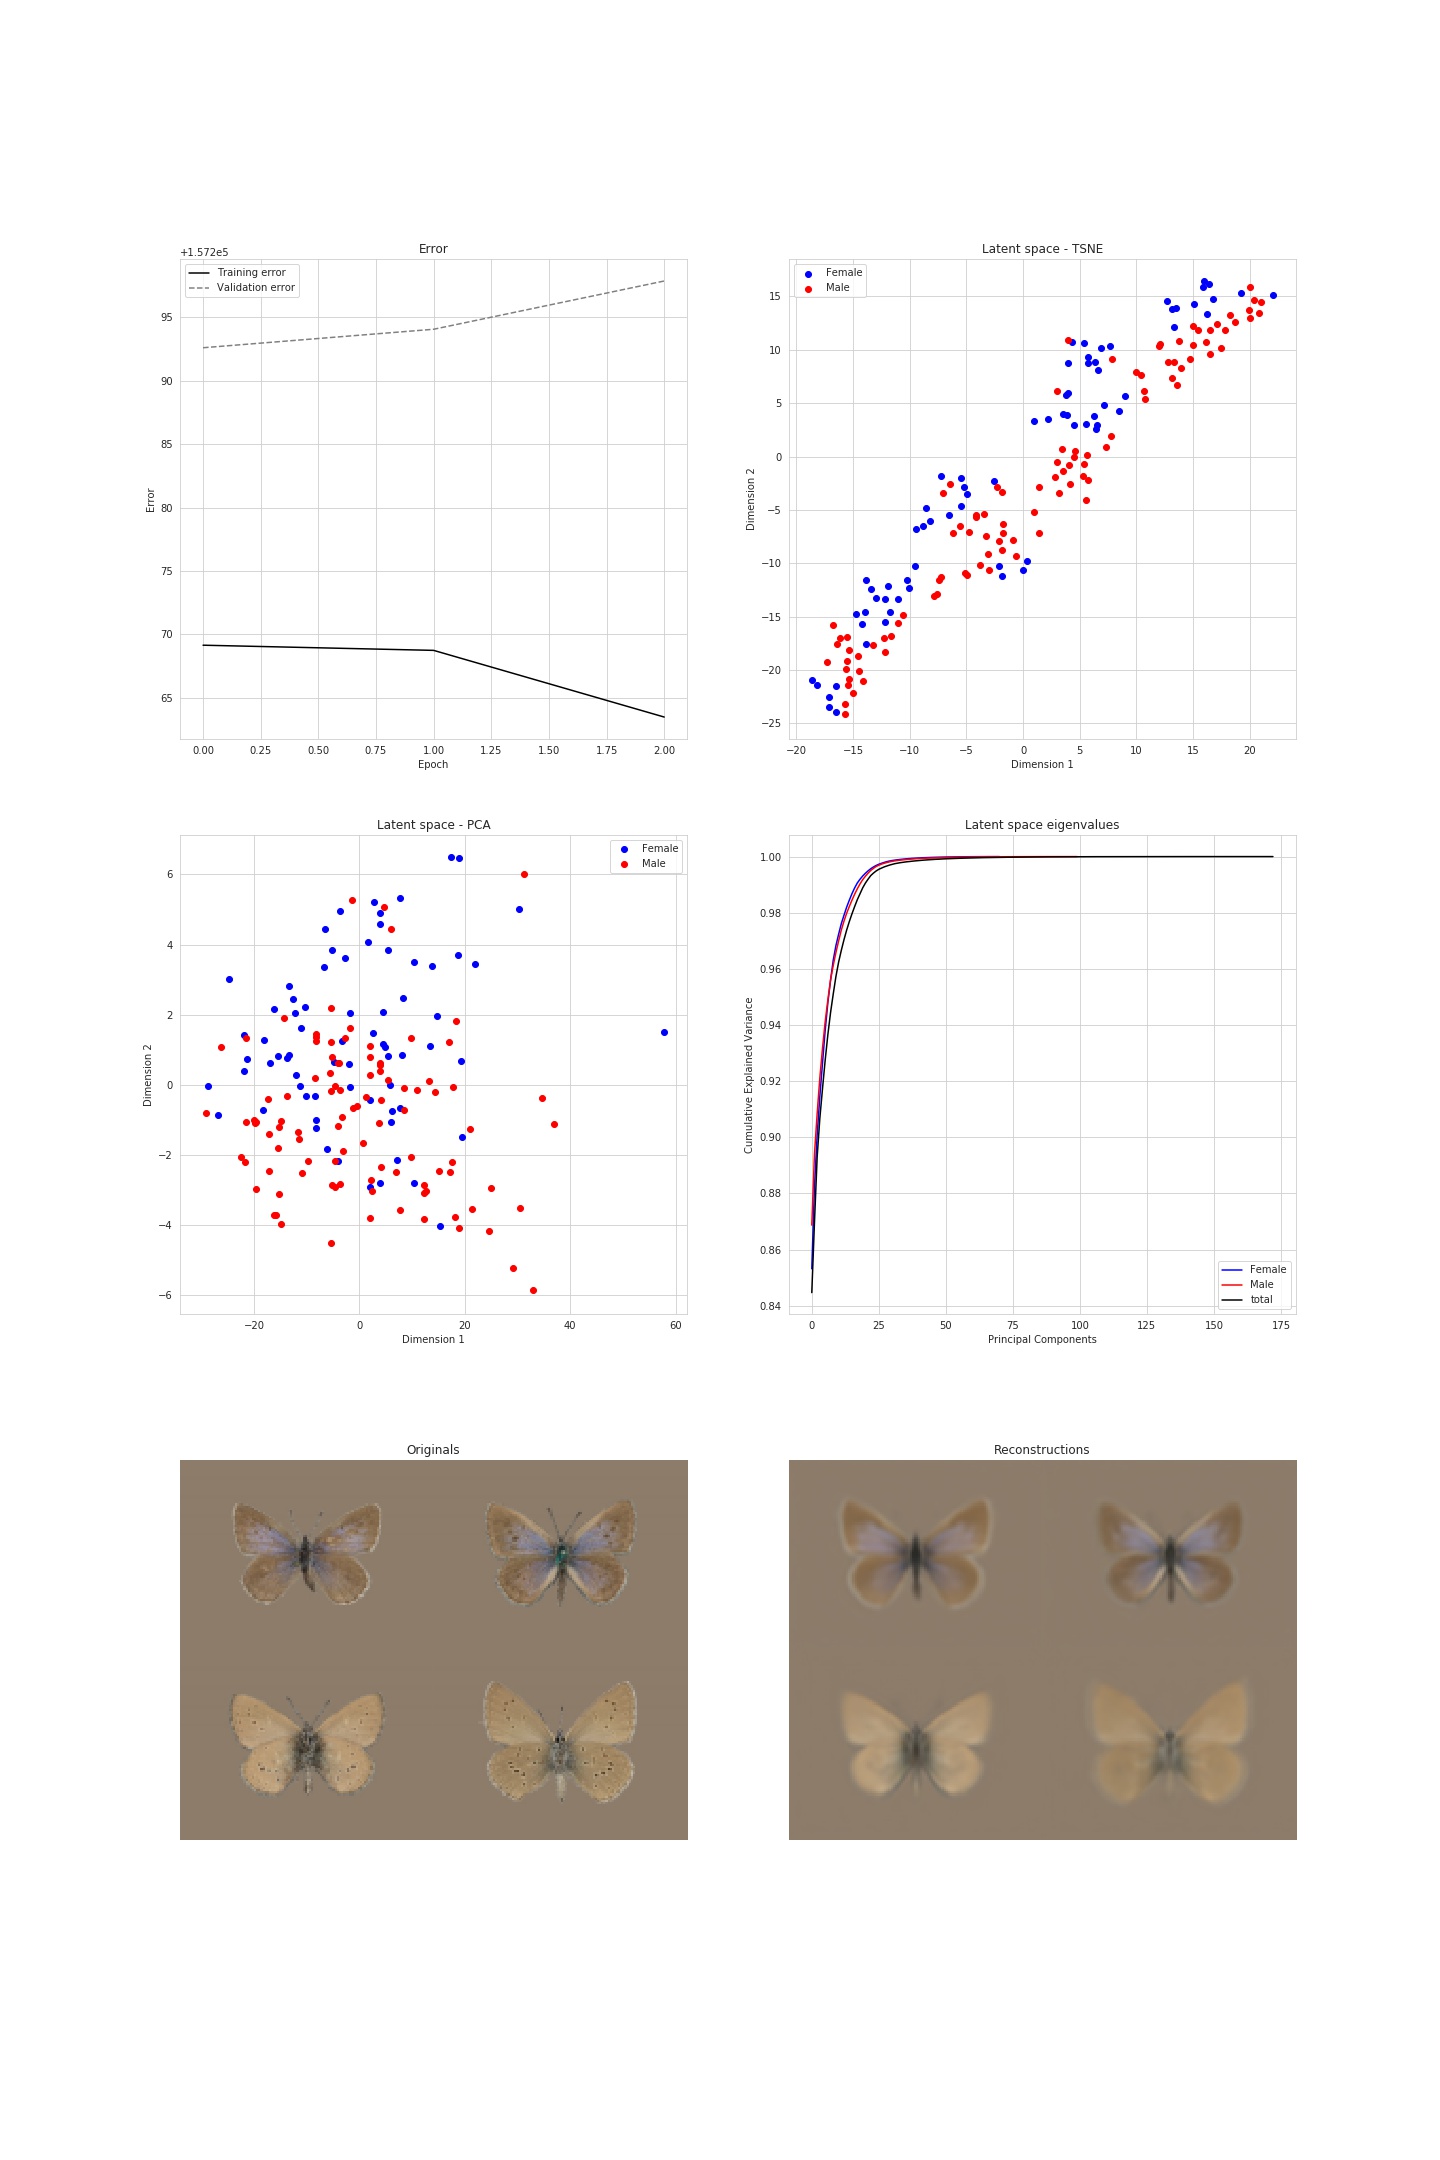 Error
+1.572e5
Training error
Validation error
95
90
85
80
75
70
65
Error
0.00 0.25 0.50 0.75 1.00 1.25 1.50 1.75 2.00
Epoch
Latent space - TSNE
Female
Male
15
10
5
0
−5
−10
−15
−20
−25
Dimension 2
−20 −15 −10 −5 0 5 10 15 20
Dimension 1
Latent space - PCA
Female
Male
6
4
2
0
−2
−4
−6
Dimension 2
−20 0 20 40 60
Dimension 1
Latent space eigenvalues
1.00
0.98
0.96
0.94
0.92
0.90
0.88
0.86
0.84
Cumulative Explained Variance
Female
Male
total
0 25 50 75 100 125 150 175
Principal Components
Originals
Reconstructions